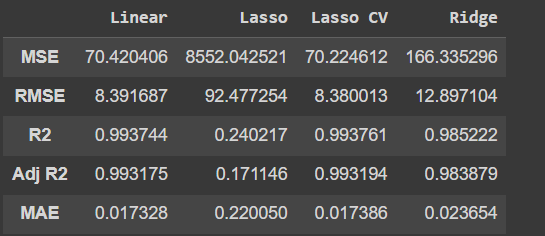 Linear Lasso Lasso CV Ridge
MSE 70.420406 8552.042521 70.224612 166.335296
RMSE 8.391687 92.477254 8.380013 12.897104
R2 0.993744 0.240217 0.993761 0.985222
Adj R2 0.993175 0.171146 0.993194 0.983879
MAE 0.017328 0.220050 0.017386 0.023654